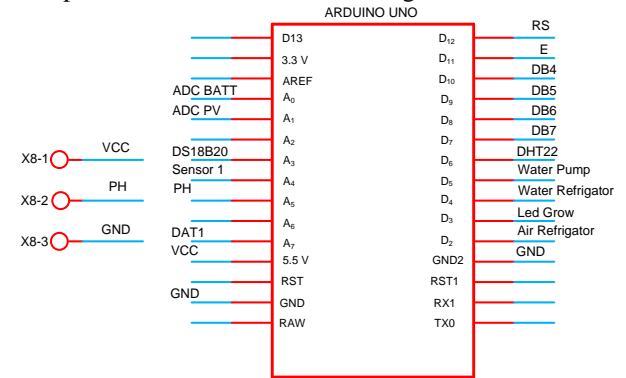 ARDUINO UNO
RS
D13 D12
E
3.3 V D11
DB4
AREF D10
ADC BATT DB5
A0 D9
ADC PV DB6
A1 D8
DB7
A2 D7
X8-1 VCC DS18B20 A3 D6 DHT22
Sensor 1 A4 D5 Water Pump
X8-2 PH PH A5 D4 Water Refrigator
A6 D3 Led Grow
X8-3 GND DAT1 A7 D2 Air Refrigator
VCC 5.5 V GND2 GND
RST RST1
GND GND RX1
RAW TX0